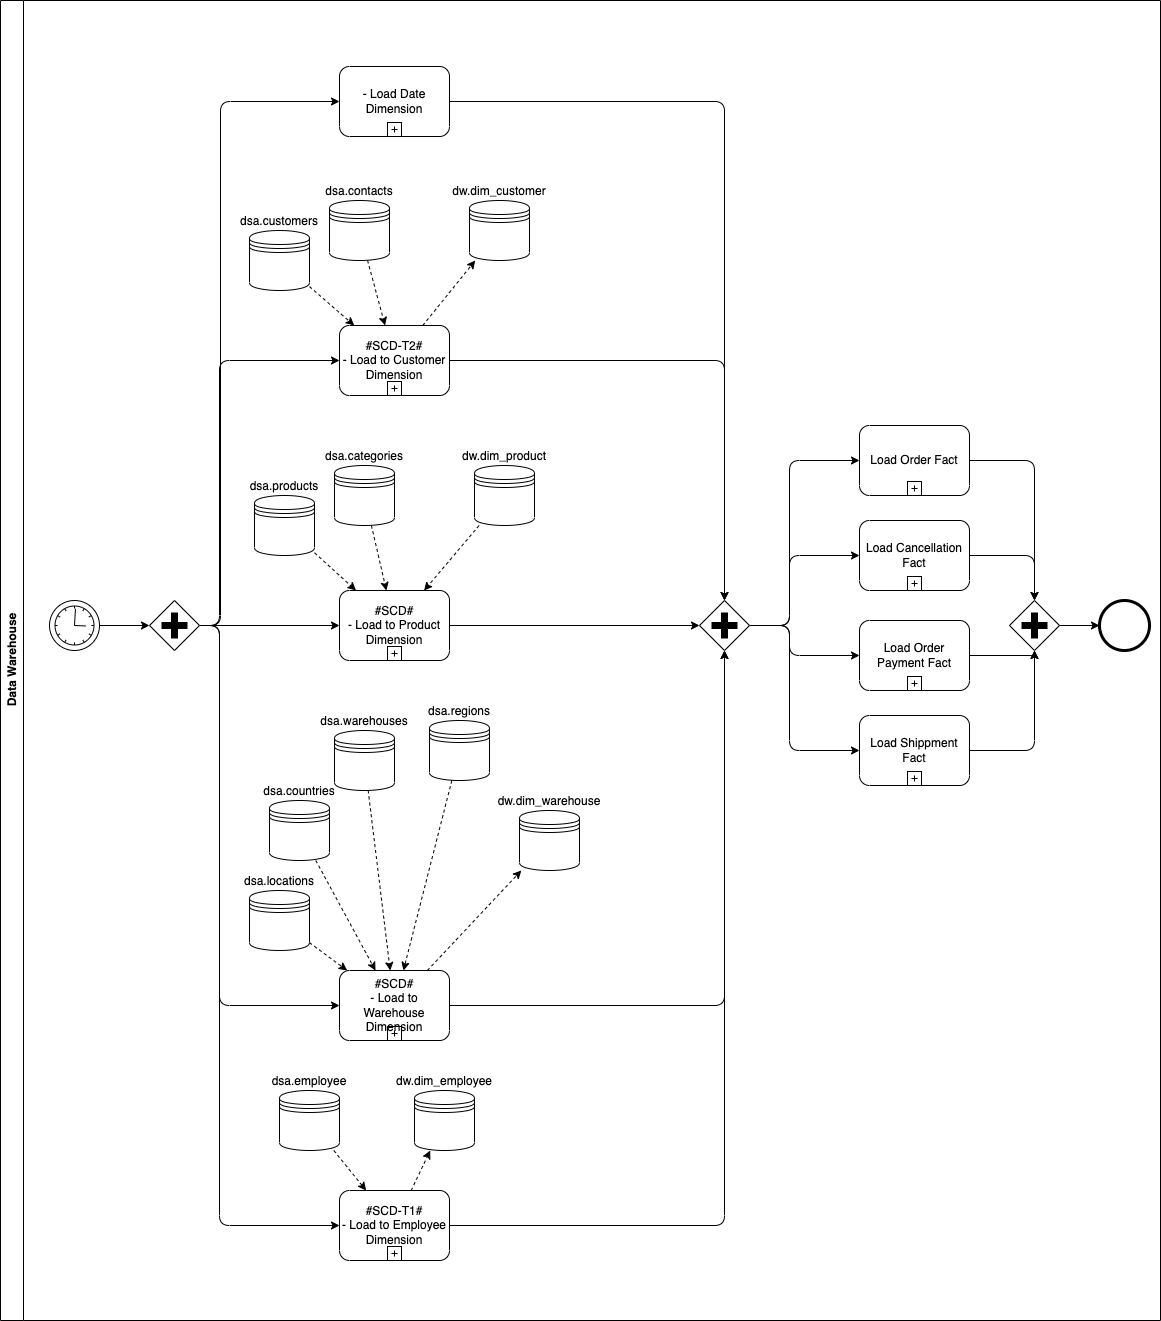 Data Warehouse
- Load Date
Dimension
dsa.contacts
dw.dim_customer
dsa.customers
#SCD-T2#
- Load to Customer
Dimension
dsa.categories
dw.dim_product
dsa.products
#SCD#
- Load to Product
Dimension
dsa.regions
dsa.warehouses
dsa.countries
dw.dim_warehouse
dsa.locations
#SCD#
- Load to
Warehouse
Dimension
dsa.employee
dw.dim_employee
#SCD-T1#
- Load to Employee
Dimension
Load Order Fact
Load Cancellation
Fact
Load Order
Payment Fact
Load Shippment
Fact